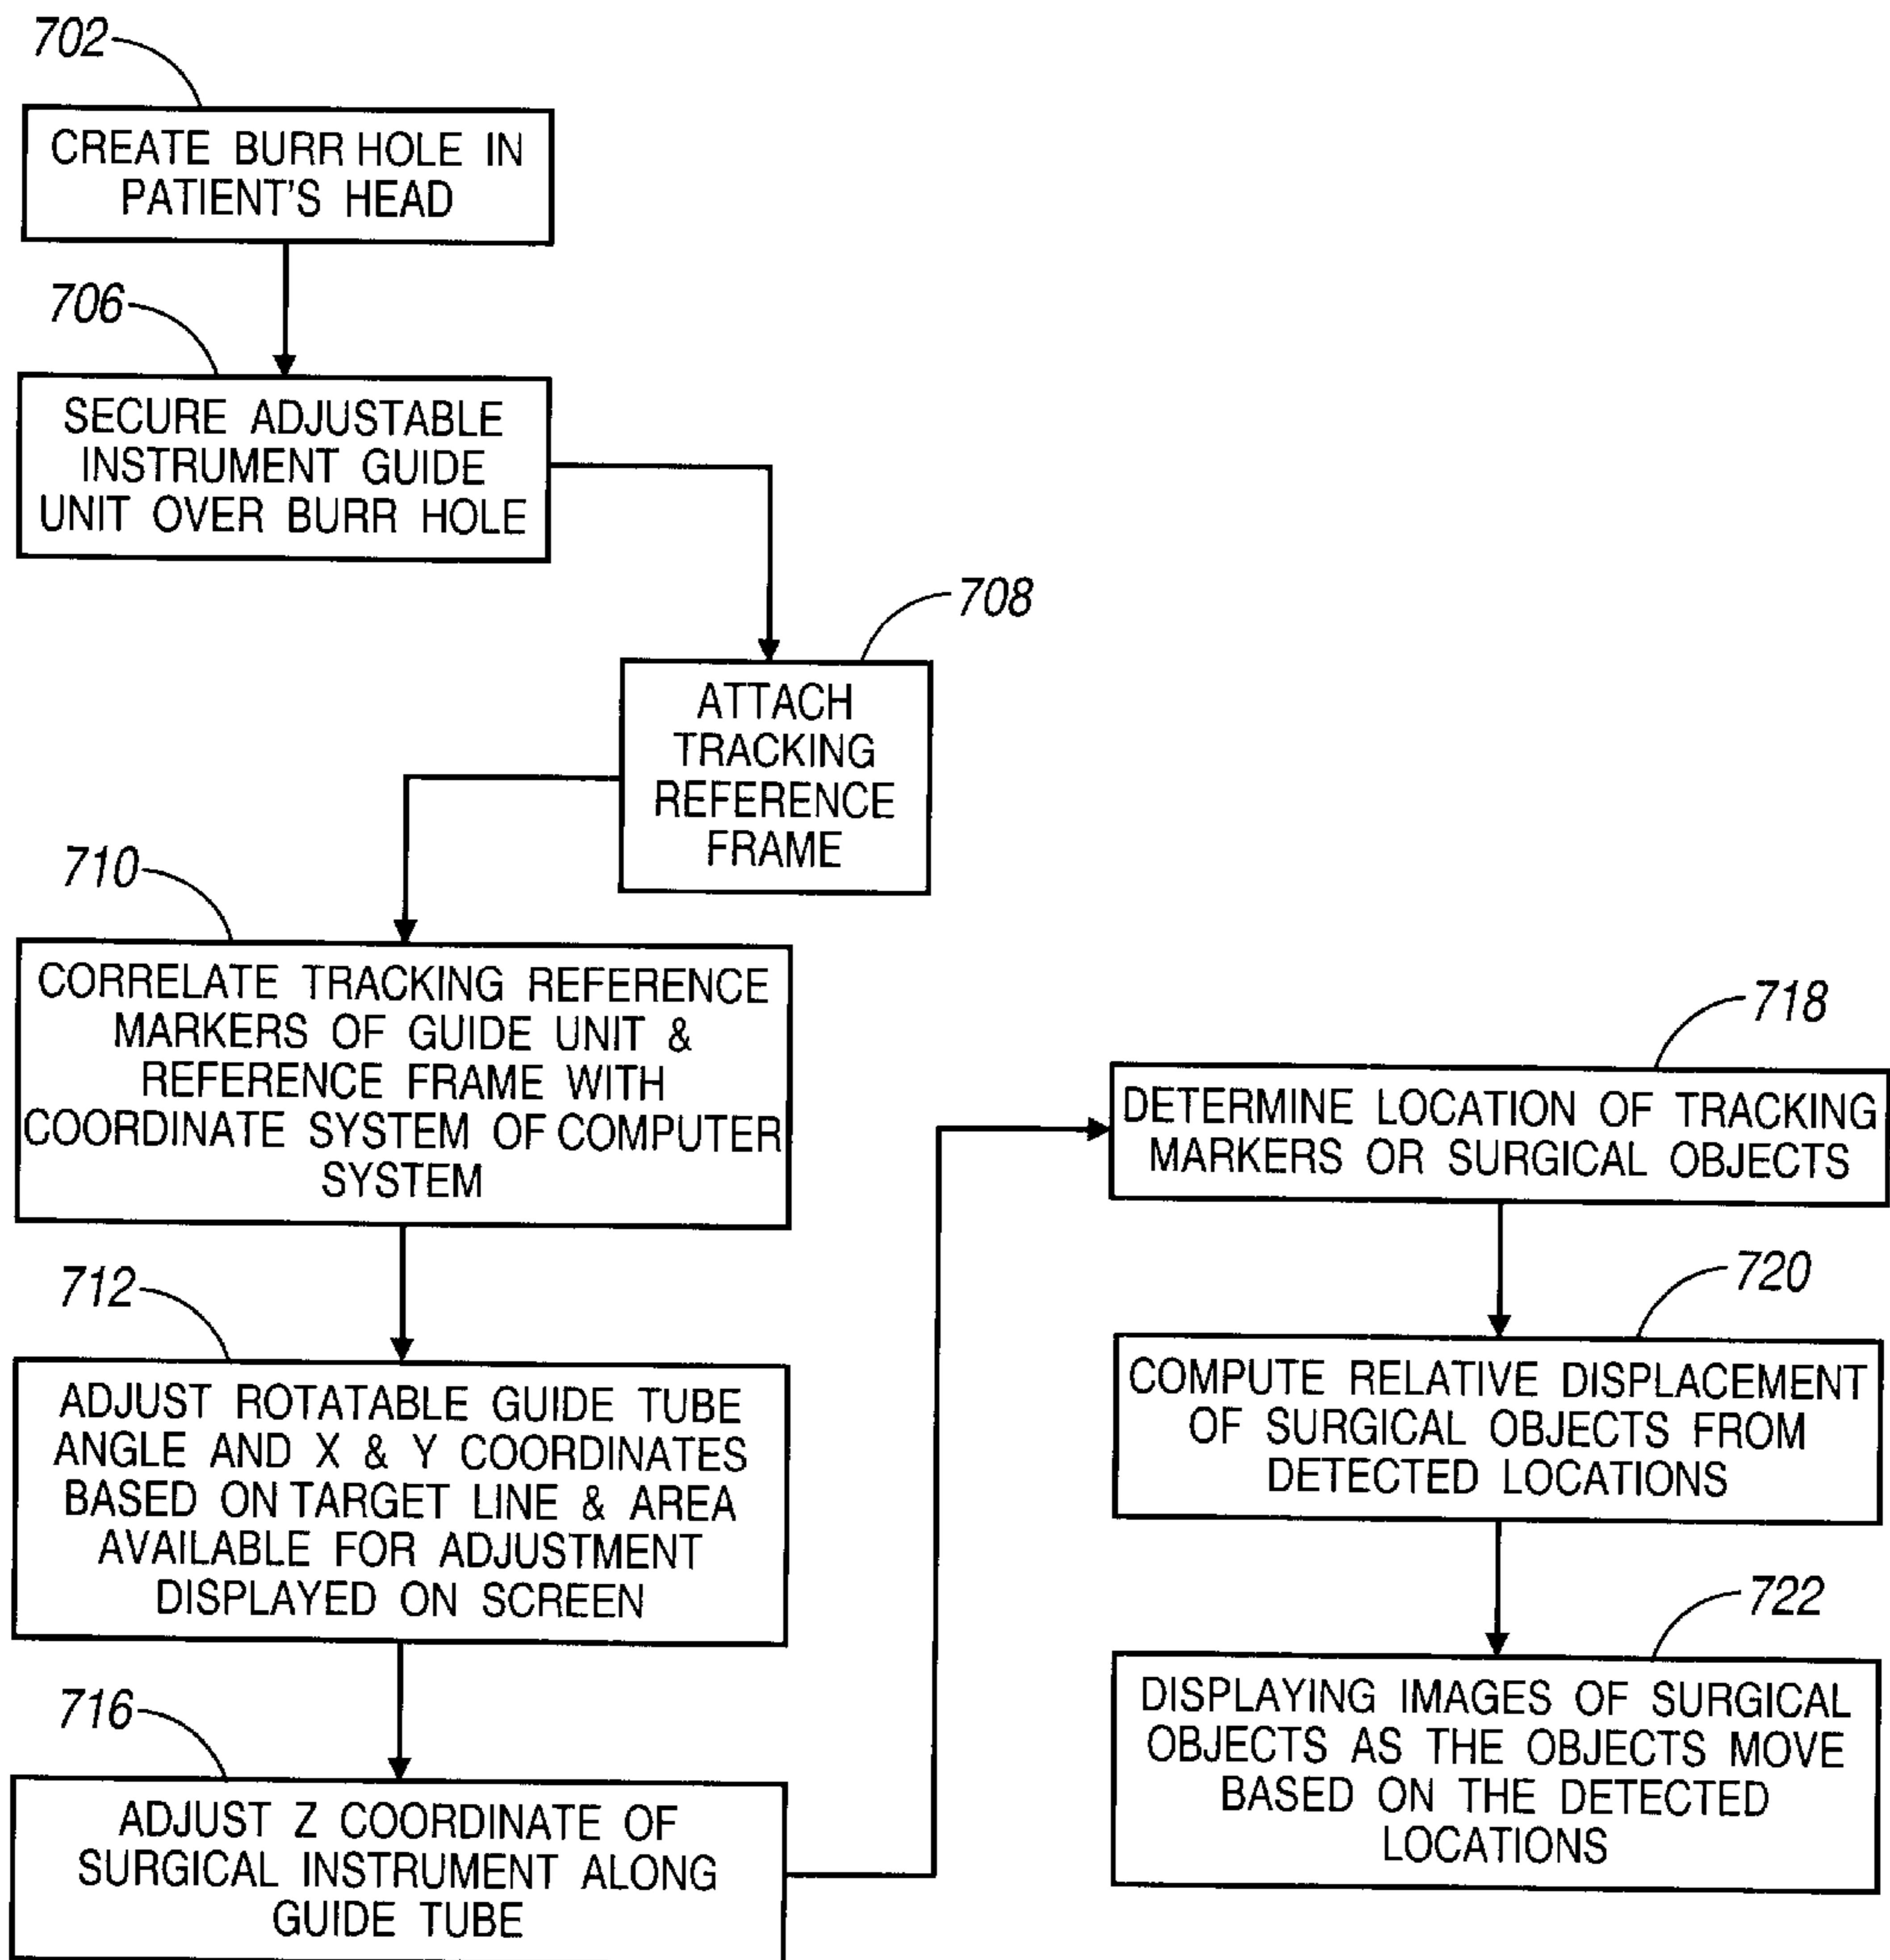 702
CREATE BURR HOLE IN
PATIENT'S HEAD
706
SECURE ADJUSTABLE
INSTRUMENT GUIDE
UNIT OVER BURR HOLE
708
ATTACH
TRACKING
REFERENCE
FRAME
710
CORRELATE TRACKING REFERENCE
MARKERS OF GUIDE UNIT &
REFERENCE FRAME WITH
COORDINATE SYSTEM OF COMPUTER
SYSTEM
712
ADJUST ROTATABLE GUIDE TUBE
ANGLE AND X & Y COORDINATES
BASED ON TARGET LINE & AREA
AVAILABLE FOR ADJUSTMENT
DISPLAYED ON SCREEN
716
ADJUST Z COORDINATE OF
SURGICAL INSTRUMENT ALONG
GUIDE TUBE
718
DETERMINE LOCATION OF TRACKING
MARKERS OR SURGICAL OBJECTS
720
COMPUTE RELATIVE DISPLACEMENT
OF SURGICAL OBJECTS FROM
DETECTED LOCATIONS
722
DISPLAYING IMAGES OF SURGICAL
OBJECTS AS THE OBJECTS MOVE
BASED ON THE DETECTED
LOCATIONS